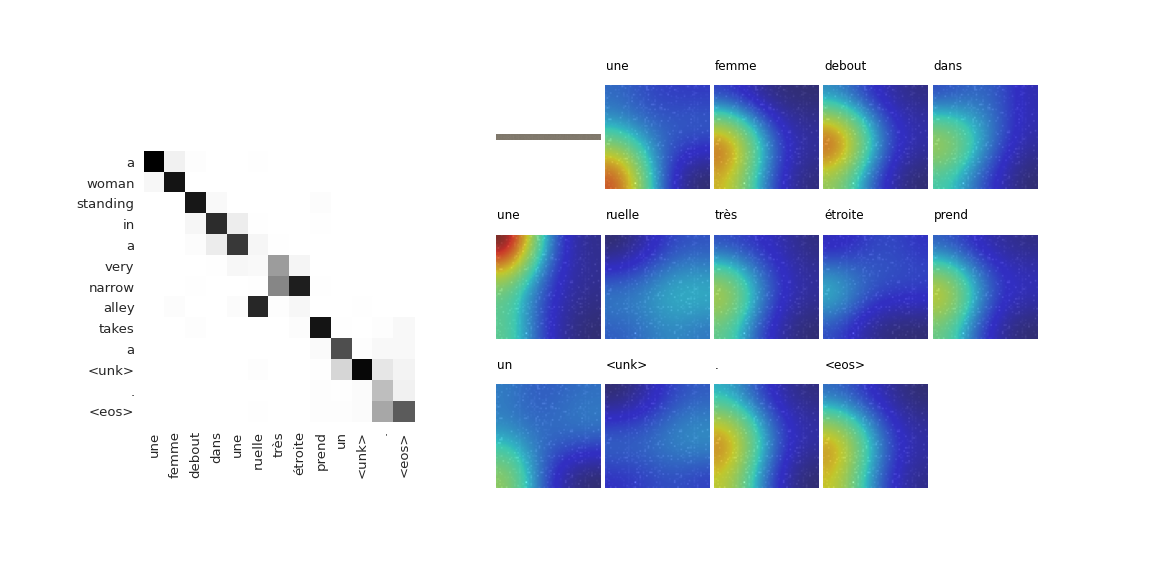 a
woman
standing
in
a
very
narrow
alley
takes
a
<unk>
.
<eos>
une
femme
debout
dans
une
ruelle
très
étroite
prend
un
<unk>
.
<eos>
une femme debout dans
une ruelle très étroite prend
un <unk> . <eos>